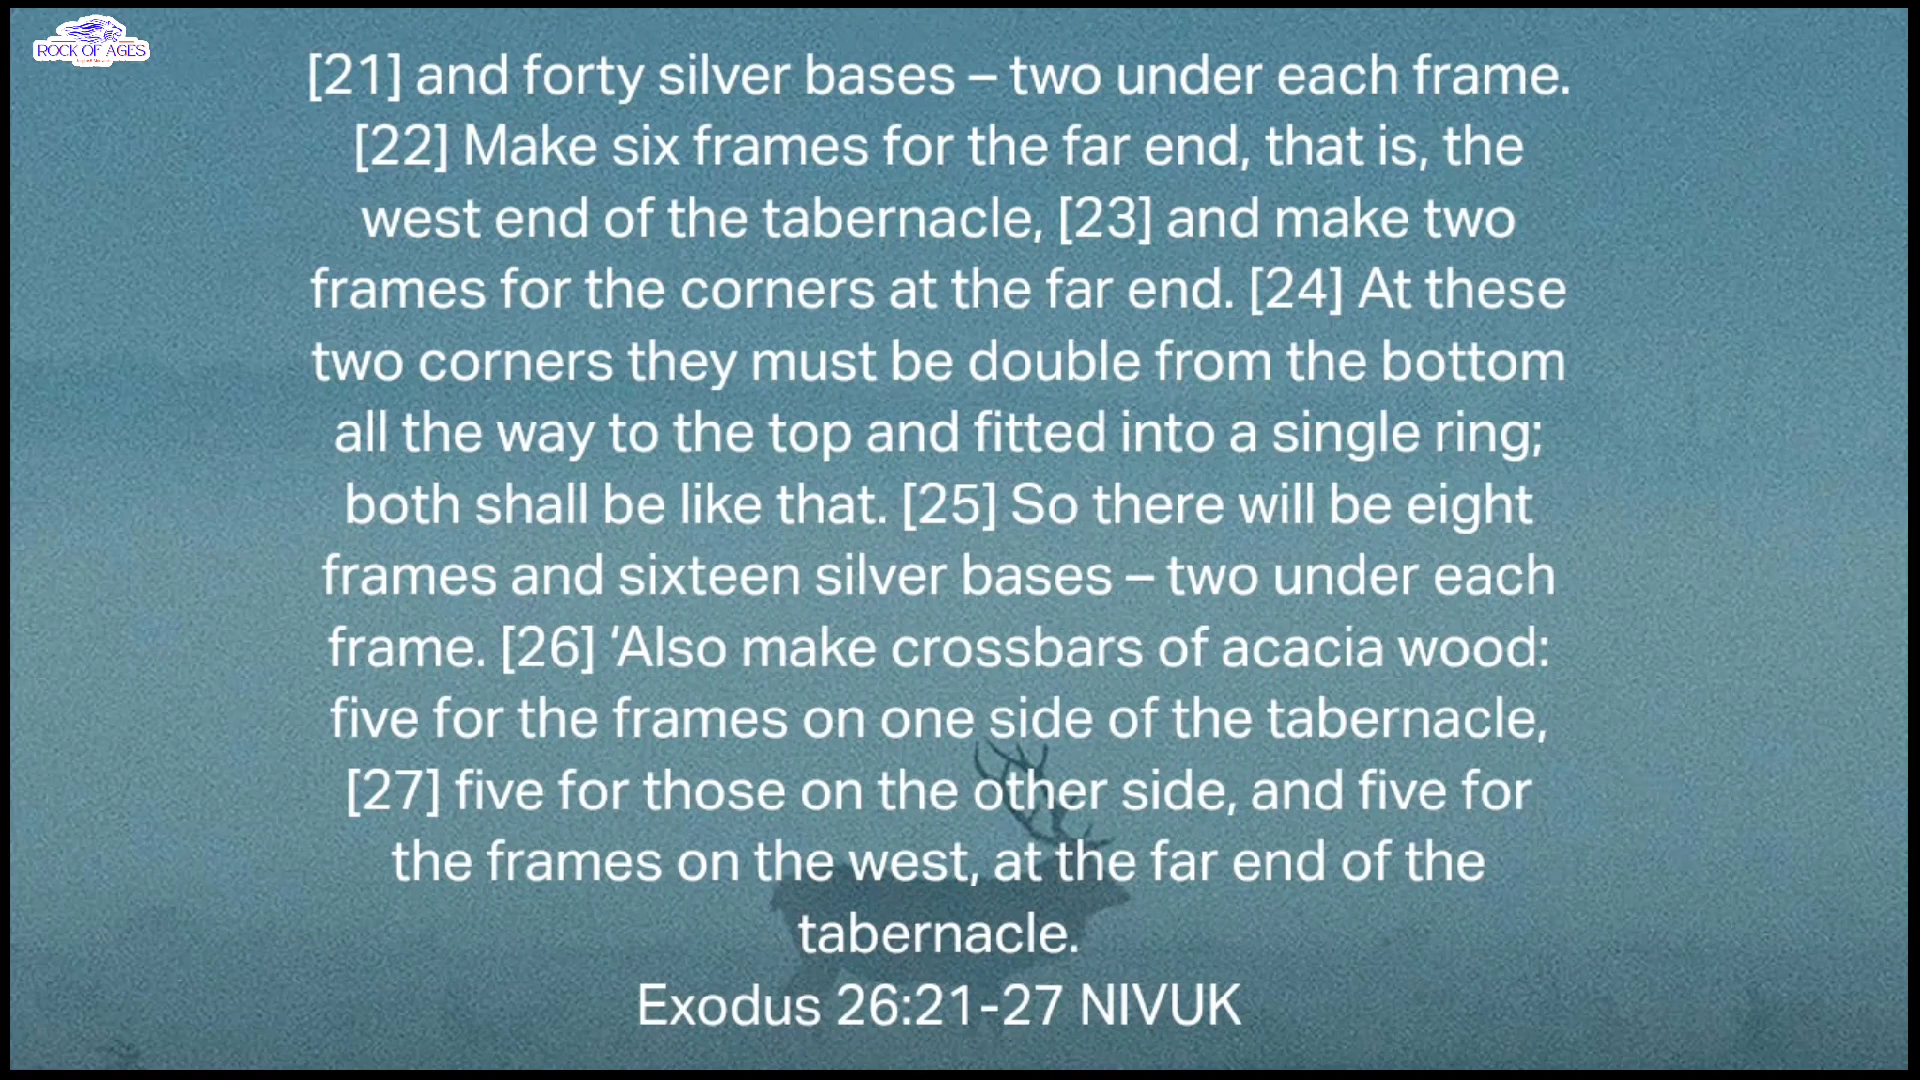 ROCK OF AGES
[21] and forty silver bases – two under each frame.
[22] Make six frames for the far end, that is, the
west end of the tabernacle, [23] and make two
frames for the corners at the far end. [24] At these
two corners they must be double from the bottom
all the way to the top and fitted into a single ring;
both shall be like that. [25] So there will be eight
frames and sixteen silver bases – two under each
frame. [26] ‘Also make crossbars of acacia wood:
five for the frames on one side of the tabernacle,
[27] five for those on the other side, and five for
the frames on the west, at the far end of the
tabernacle.
Exodus 26:21-27 NIVUK